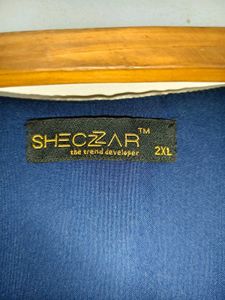 SHECZZAR™
the trend developer 2XL